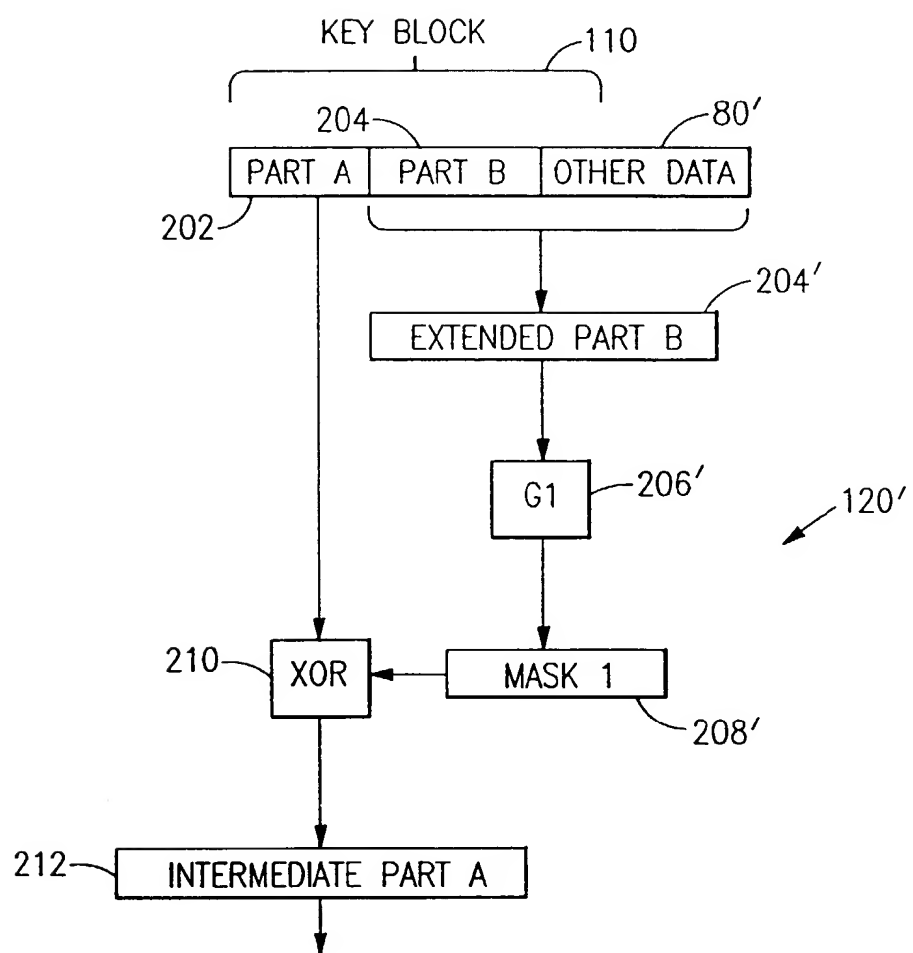 KEY BLOCK
110
204
80′
PART A PART B OTHER DATA
202
204′
EXTENDED PART B
G1
206′
120′
210
XOR
MASK 1
208′
212
INTERMEDIATE PART A